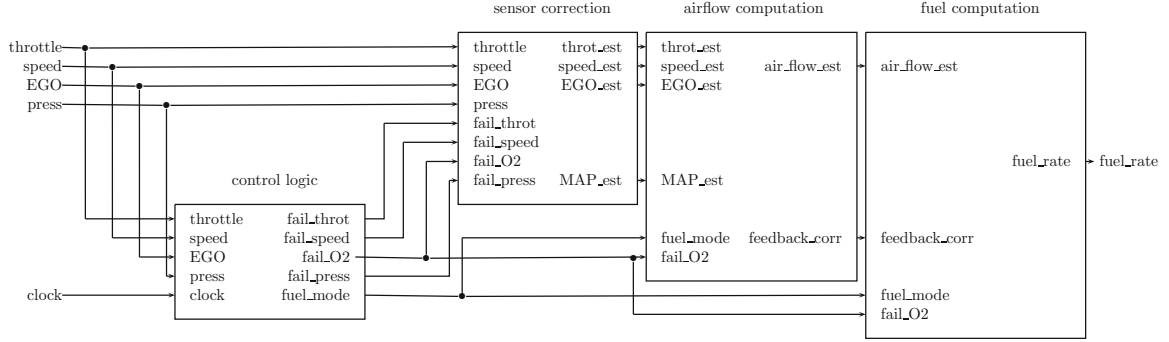 sensor correction airflow computation fuel computation
throttle throttle throt_est throt_est
speed speed speed_est speed_est air_flow_est air_flow_est
EGO EGO EGO_est EGO_est
press press
fail_throt
fail_speed
fail_O2 fuel_rate fuel_rate
control logic fail_press MAP_est MAP_est
throttle fail_throt
speed fail_speed fuel_mode feedback_corr feedback_corr
EGO fail_O2 fail_O2
press fail_press
clock clock fuel_mode fuel_mode
fail_O2